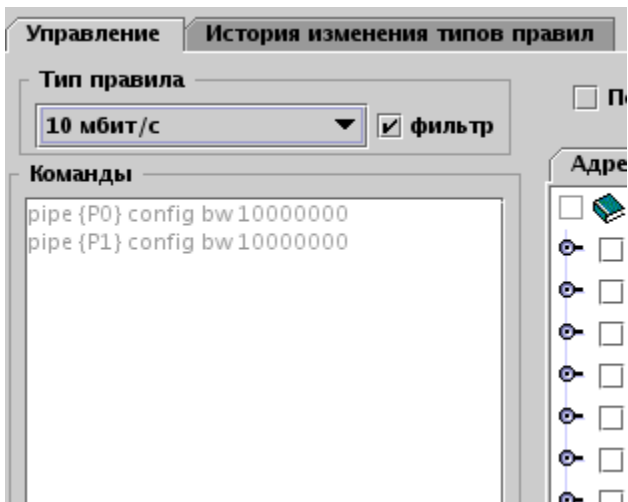 Управление
История изменения типов правил
Тип правила
10 мбит/с
фильтр
Команды
pipe {P0} config bw 10000000
pipe {P1} config bw 10000000